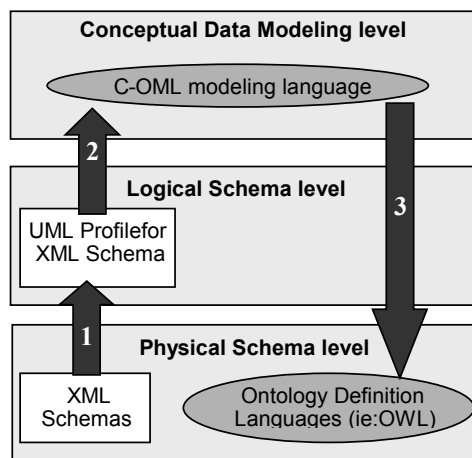 Conceptual Data Modeling level
C-OML modeling language
2
Logical Schema level
3
UML Profilefor
XML Schema
1
Physical Schema level
XML
Schemas
Ontology Definition
Languages (ie:OWL)